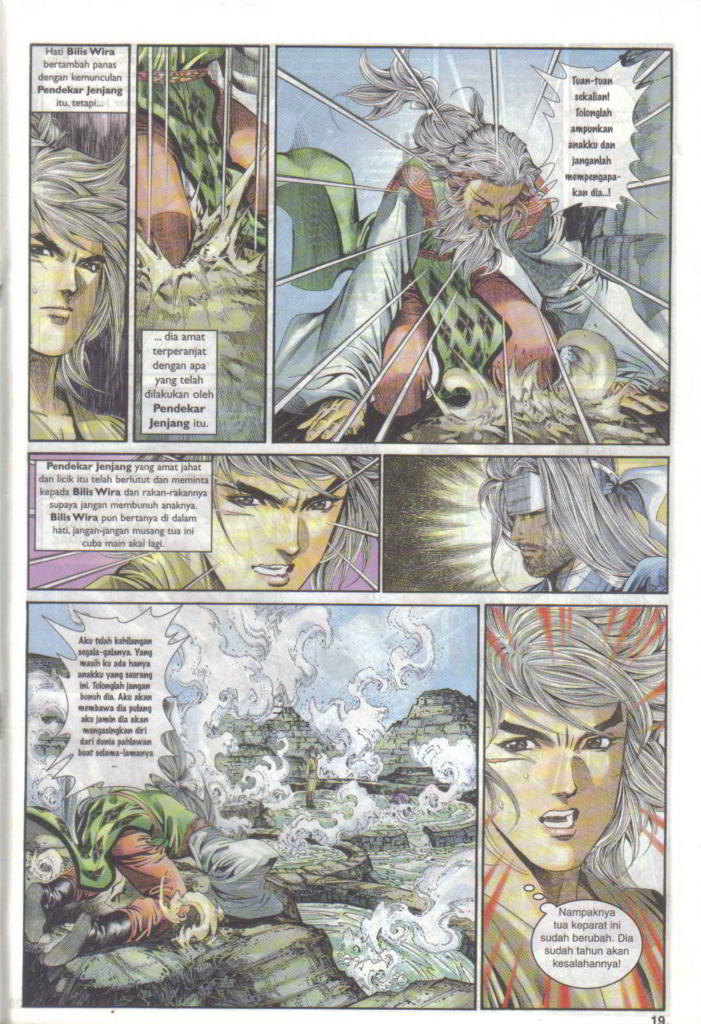 Hati Bilis Wira
bertambah panas
dengan kemunculan
Pendekar Jenjang
itu, tetapi...
... dia amat
terperanjat
dengan apa
yang telah
dilakukan oleh
Pendekar
Jenjang itu.
Tuan-tuan
sekalian!
Tolonglah
ampunkan
anakku dan
janganlah
mempengapa-
kan dia...!
Pendekar Jenjang yang amat jahat
dan licik itu telah berlutut dan meminta
kepada Bilis Wira dan rakan-rakannya
supaya jangan membunuh anaknya.
Bilis Wira pun bertanya di dalam
hati, jangan-jangan musang tua ini
cuba main akal lagi.
Aku telah kehilangan
segala-galanya. Yang
masih ku ada hanya
anakku yang seorang
ini. Tolonglah jangan
bunuh dia. Aku akan
membawa dia pulang
aku jamin dia akan
mengasingkan diri
dari dunia pahlawan
buat selama-lamanya
Nampaknya
tua keparat ini
sudah berubah. Dia
sudah tahun akan
kesalahannya!
19